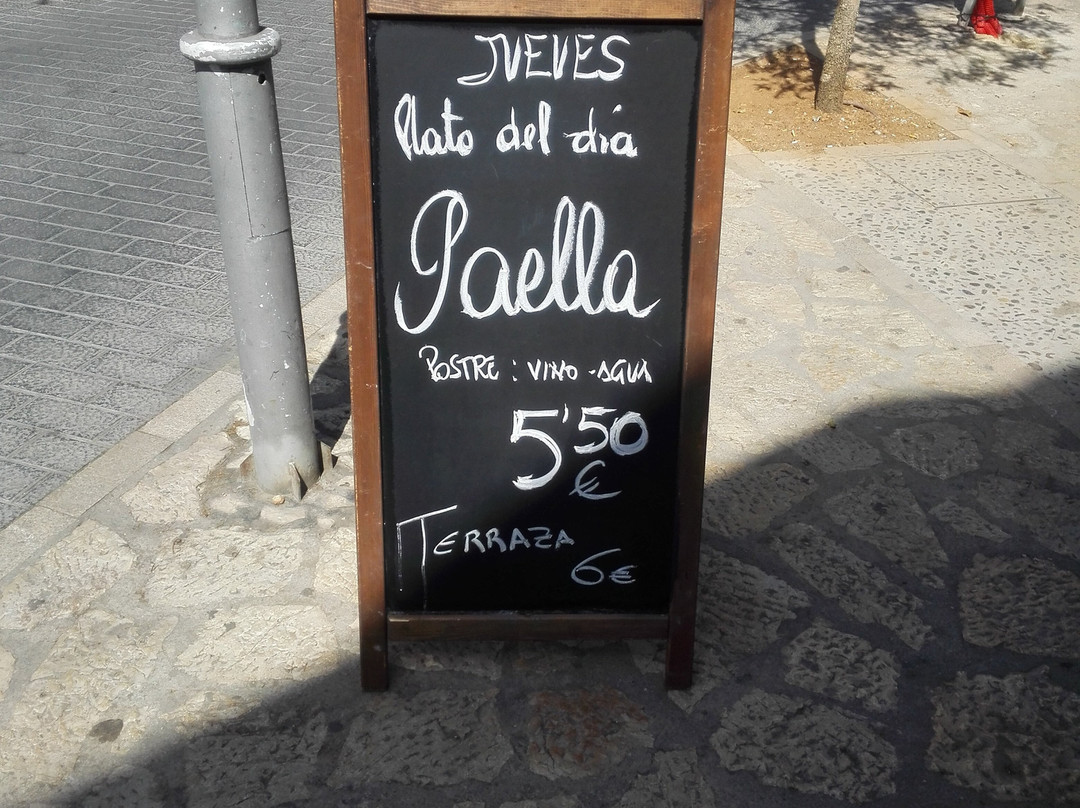 JUEVES
Plato del día
Paella
POSTRE : VINO - AGUA
5'50
€
TERRAZA
6€